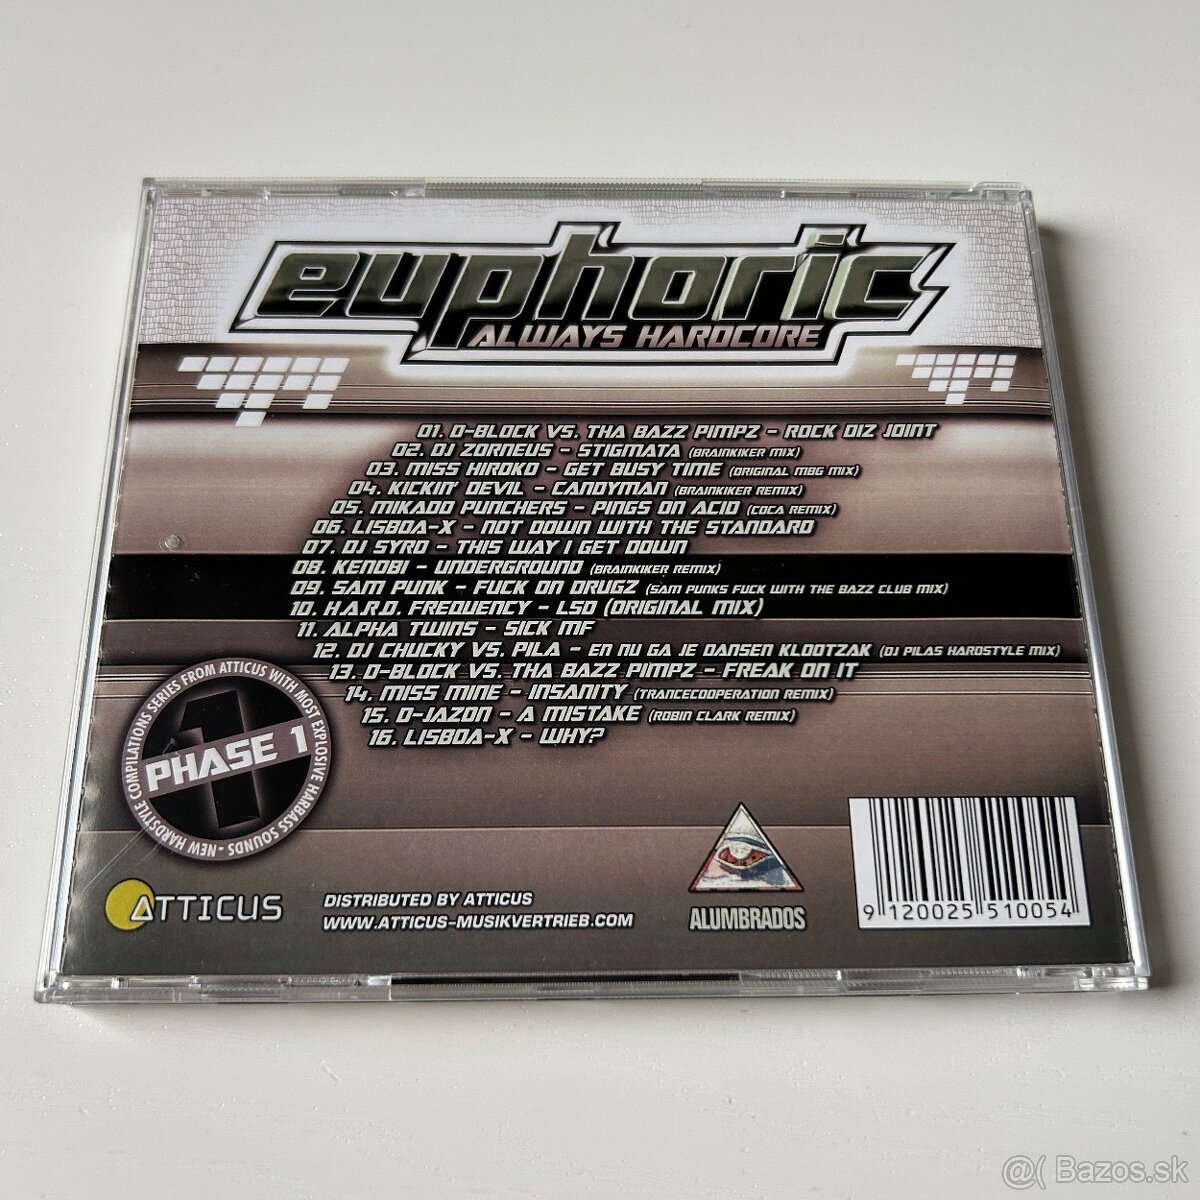 euphoric
ALWAYS HARDCORE
01. D-BLOCK VS. THA BAZZ PIMPZ - ROCK DIZ JOINT
02. DJ ZORNEUS - STIGMATA (BRAINKIKER MIX)
03. MISS HIROKO - GET BUSY TIME (ORIGINAL MBG MIX)
04. KICKIN' DEVIL - CANDYMAN (BRAINKIKER REMIX)
05. MIKADO PUNCHERS - PINGS ON ACID (COCA REMIX)
06. LISBOA-X - NOT DOWN WITH THE STANDARD
07. DJ SYRO - THIS WAY I GET DOWN
08. KENOBI - UNDERGROUND (BRAINKIKER REMIX)
09. SAM PUNK - FUCK ON DRUGZ (SAM PUNKS FUCK WITH THE BAZZ CLUB MIX)
10. H.A.R.D. FREQUENCY - LSD (ORIGINAL MIX)
11. ALPHA TWINS - SICK MF
12. DJ CHUCKY VS. PILA - EN NU GA JE DANSEN KLOOTZAK (DJ PILAS HARDSTYLE MIX)
13. D-BLOCK VS. THA BAZZ PIMPZ - FREAK ON IT
14. MISS MINE - INSANITY (TRANCECOOPERATION REMIX)
15. D-JAZON - A MISTAKE (ROBIN CLARK REMIX)
16. LISBOA-X - WHY?
NEW HARDSTYLE COMPILATIONS SERIES FROM ATTICUS WITH MOST EXPLOSIVE HARBASS SOUNDS -
1
PHASE 1
ATTICUS
DISTRIBUTED BY ATTICUS
WWW.ATTICUS-MUSIKVERTRIEB.COM
ALUMBRADOS
9 120025 510054
@( Bazos.sk